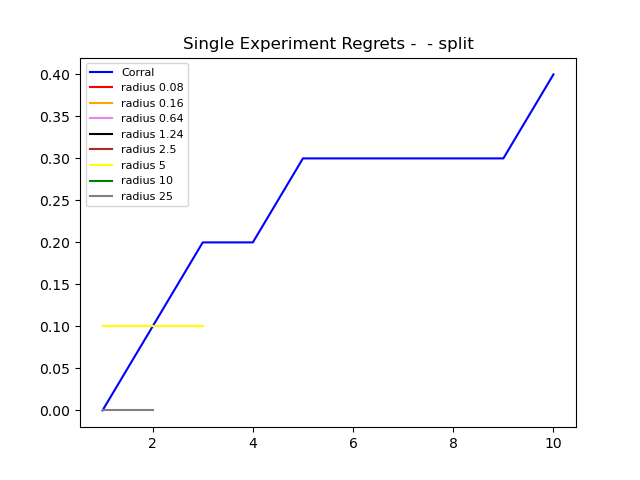 Single Experiment Regrets -  - split
0.40
0.35
0.30
0.25
0.20
0.15
0.10
0.05
0.00
Corral
radius 0.08
radius 0.16
radius 0.64
radius 1.24
radius 2.5
radius 5
radius 10
radius 25
2 4 6 8 10